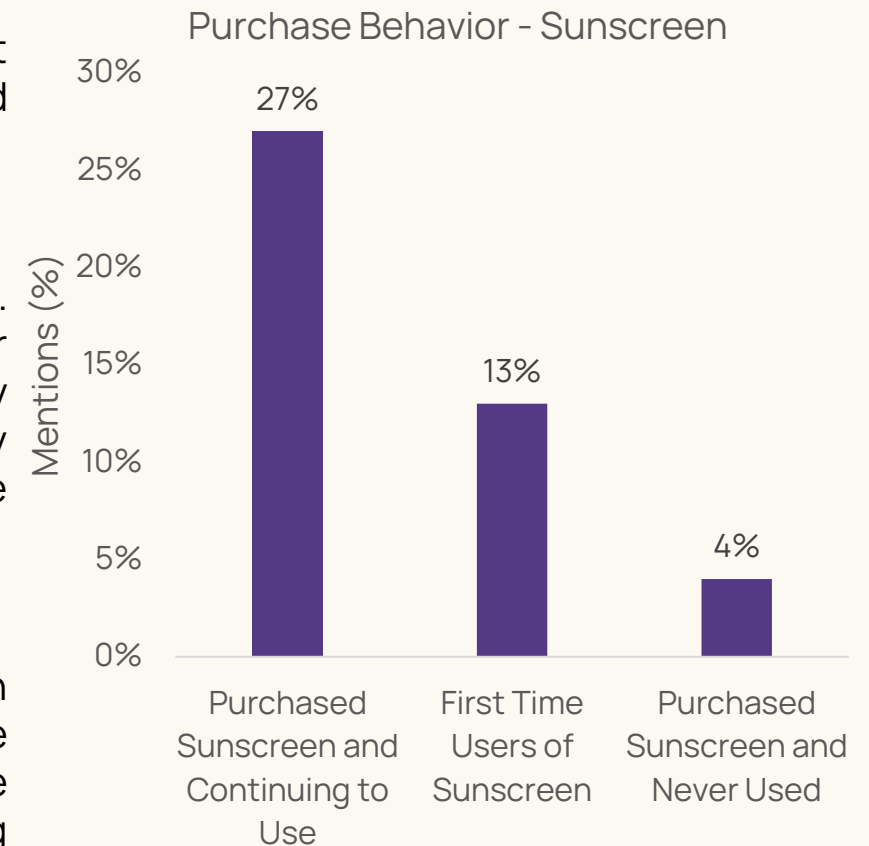 Purchase Behavior - Sunscreen
30%
25%
20%
15%
10%
5%
0%
Mentions (%)
27%
13%
4%
Purchased
Sunscreen and
Continuing to
Use
First Time
Users of
Sunscreen
Purchased
Sunscreen and
Never Used